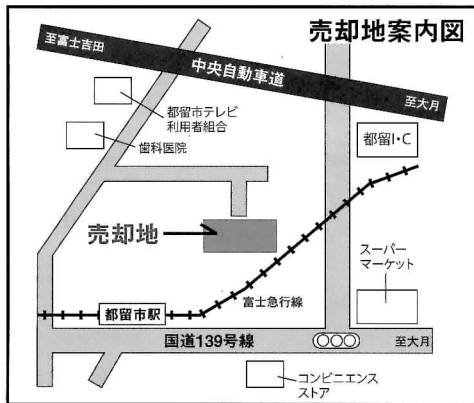 売却地案内図
至富士吉田
中央自動車道
至大月
都留市テレビ
利用者組合
歯科医院
都留I・C
売却地
スーパー
マーケット
富士急行線
都留市駅
国道139号線
至大月
コンビニエンス
ストア